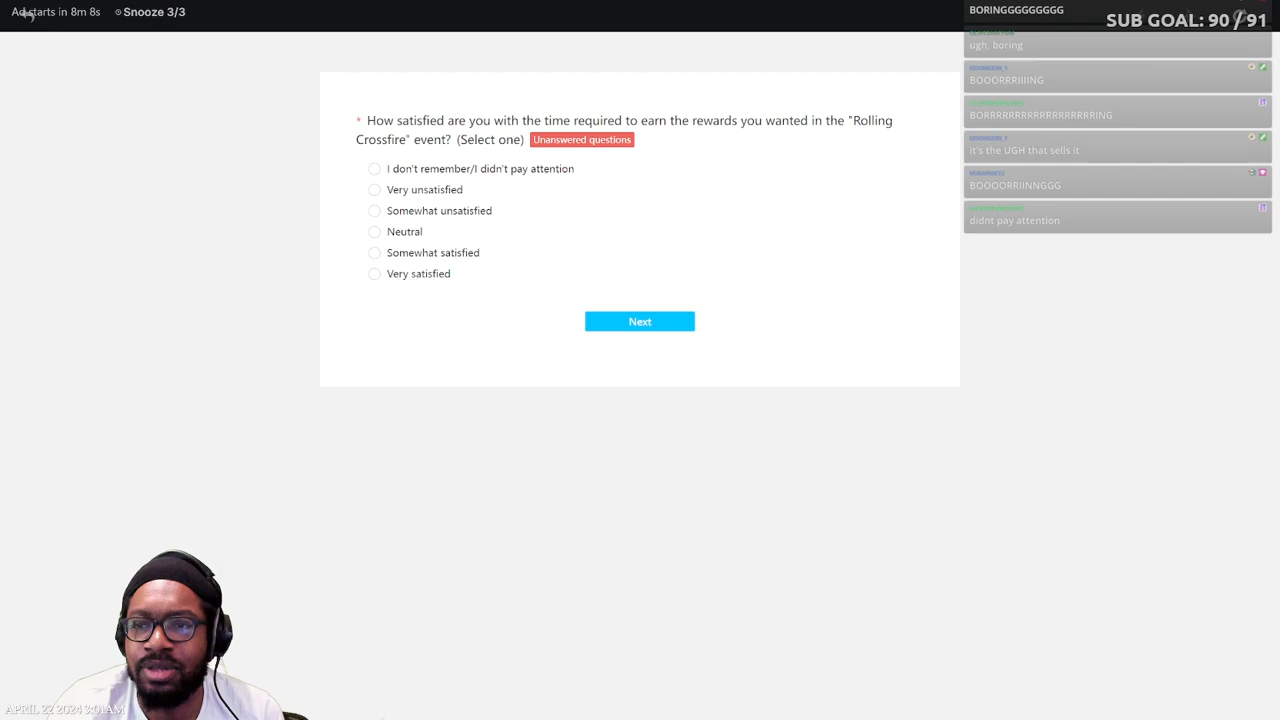 Ad starts in 8m 8s
Snooze 3/3
BORINGGGGGGGG
SUB GOAL: 90 / 91
ugh, boring
BOOORRRIIIING
BORRRRRRRRRRRRRRRRRRING
it's the UGH that sells it
BOOOORRIINNGGG
didnt pay attention
* How satisfied are you with the time required to earn the rewards you wanted in the "Rolling
Crossfire" event? (Select one) Unanswered questions
I don't remember/I didn't pay attention
Very unsatisfied
Somewhat unsatisfied
Neutral
Somewhat satisfied
Very satisfied
Next
APRIL 22 2024 3:01AM